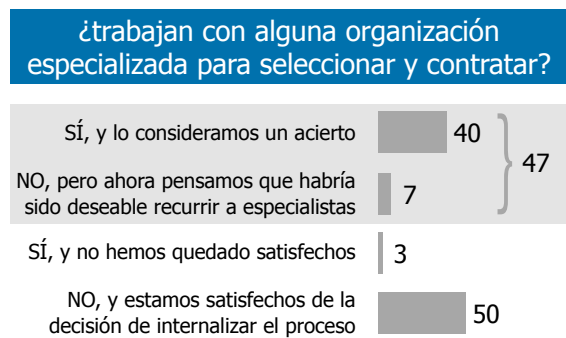 ¿trabajan con alguna organización
especializada para seleccionar y contratar?
SÍ, y lo consideramos un acierto 40
47
NO, pero ahora pensamos que habría
sido deseable recurrir a especialistas 7
SÍ, y no hemos quedado satisfechos 3
NO, y estamos satisfechos de la
decisión de internalizar el proceso 50